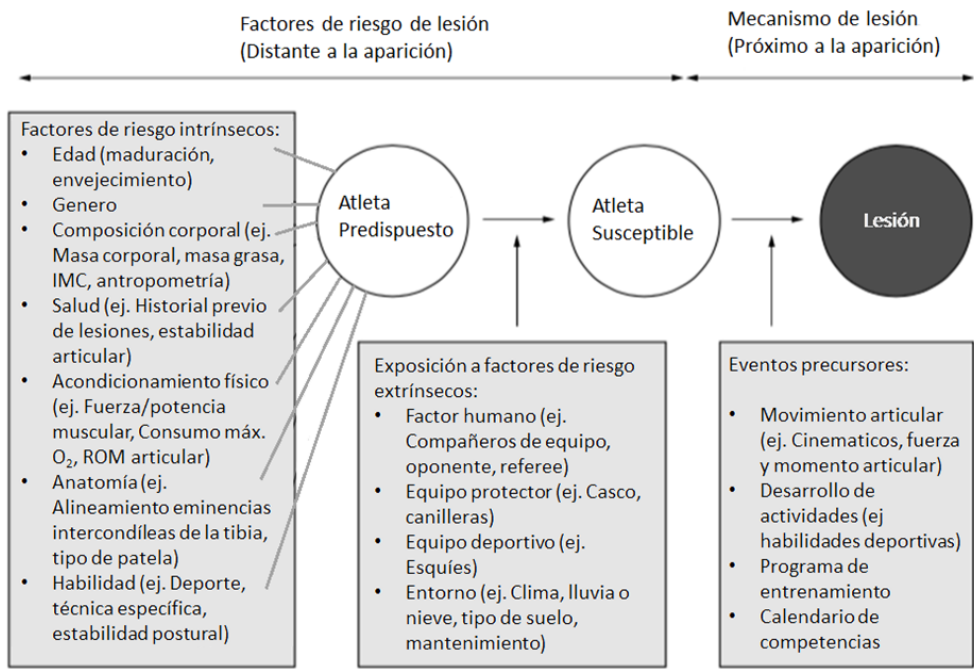 Factores de riesgo de lesión
(Distante a la aparición)
Mecanismo de lesión
(Próximo a la aparición)
Factores de riesgo intrínsecos:
• Edad (maduración,
envejecimiento)
• Genero
• Composición corporal (ej.
Masa corporal, masa grasa,
IMC, antropometría)
• Salud (ej. Historial previo
de lesiones, estabilidad
articular)
• Acondicionamiento físico
(ej. Fuerza/potencia
muscular, Consumo máx.
O₂, ROM articular)
• Anatomía (ej.
Alineamiento eminencias
intercondíleas de la tibia,
tipo de patela)
• Habilidad (ej. Deporte,
técnica específica,
estabilidad postural)
Atleta
Predispuesto
Atleta
Susceptible
Lesión
Exposición a factores de riesgo
extrínsecos:
• Factor humano (ej.
Compañeros de equipo,
oponente, referee)
• Equipo protector (ej. Casco,
canilleras)
• Equipo deportivo (ej.
Esquíes)
• Entorno (ej. Clima, lluvia o
nieve, tipo de suelo,
mantenimiento)
Eventos precursores:
• Movimiento articular
(ej. Cinematicos, fuerza
y momento articular)
• Desarrollo de
actividades (ej
habilidades deportivas)
• Programa de
entrenamiento
• Calendario de
competencias